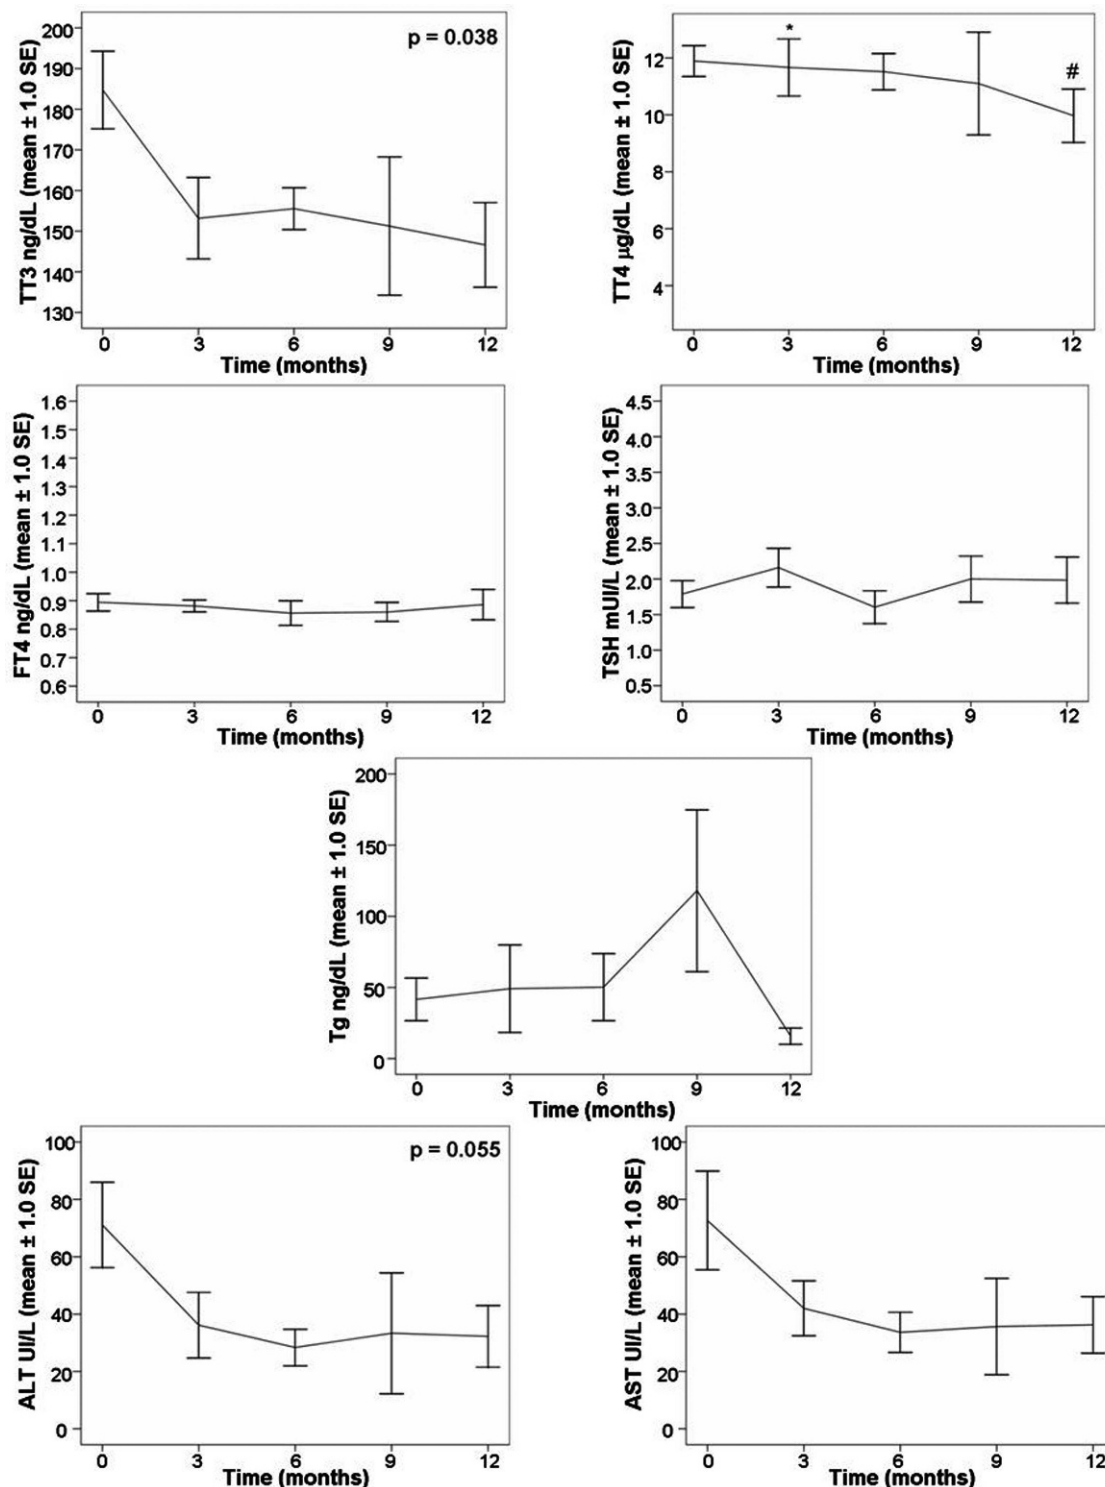 TT3 ng/dL (mean ± 1.0 SE)
200
190
180
170
160
150
140
130
p = 0.038
0 3 6 9 12
Time (months)
TT4 µg/dL (mean ± 1.0 SE)
12
10
8
6
4
*
#
0 3 6 9 12
Time (months)
FT4 ng/dL (mean ± 1.0 SE)
1.6
1.5
1.4
1.3
1.2
1.1
1.0
0.9
0.8
0.7
0.6
0 3 6 9 12
Time (months)
TSH mUI/L (mean ± 1.0 SE)
4.5
4.0
3.5
3.0
2.5
2.0
1.5
1.0
0.5
0 3 6 9 12
Time (months)
Tg ng/dL (mean ± 1.0 SE)
200
150
100
50
0
0 3 6 9 12
Time (months)
ALT UI/L (mean ± 1.0 SE)
100
80
60
40
20
0
p = 0.055
0 3 6 9 12
Time (months)
AST UI/L (mean ± 1.0 SE)
100
80
60
40
20
0
0 3 6 9 12
Time (months)